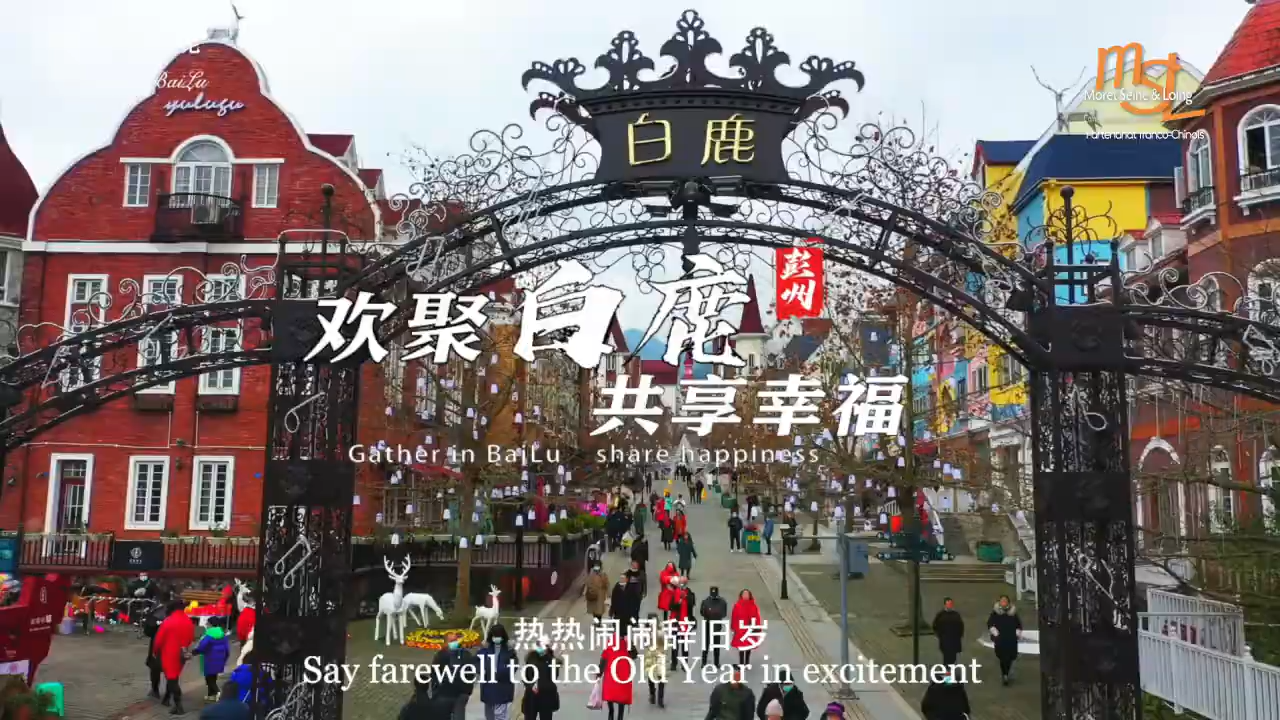 BaiLu
yulugu
msl
Moret Seine & Loing
Partenariat franco-Chinois
白鹿
彭州
欢聚白鹿
共享幸福
Gather in BaiLu share happiness
热热闹闹辞旧岁
Say farewell to the Old Year in excitement